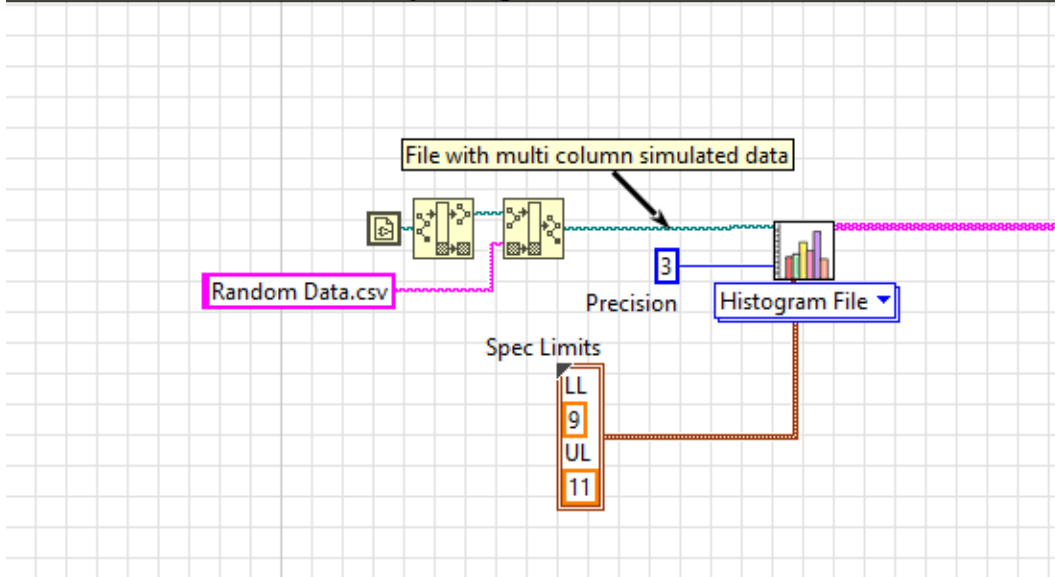 File with multi column simulated data
Random Data.csv
3
Precision
Histogram File
Spec Limits
LL
9
UL
11